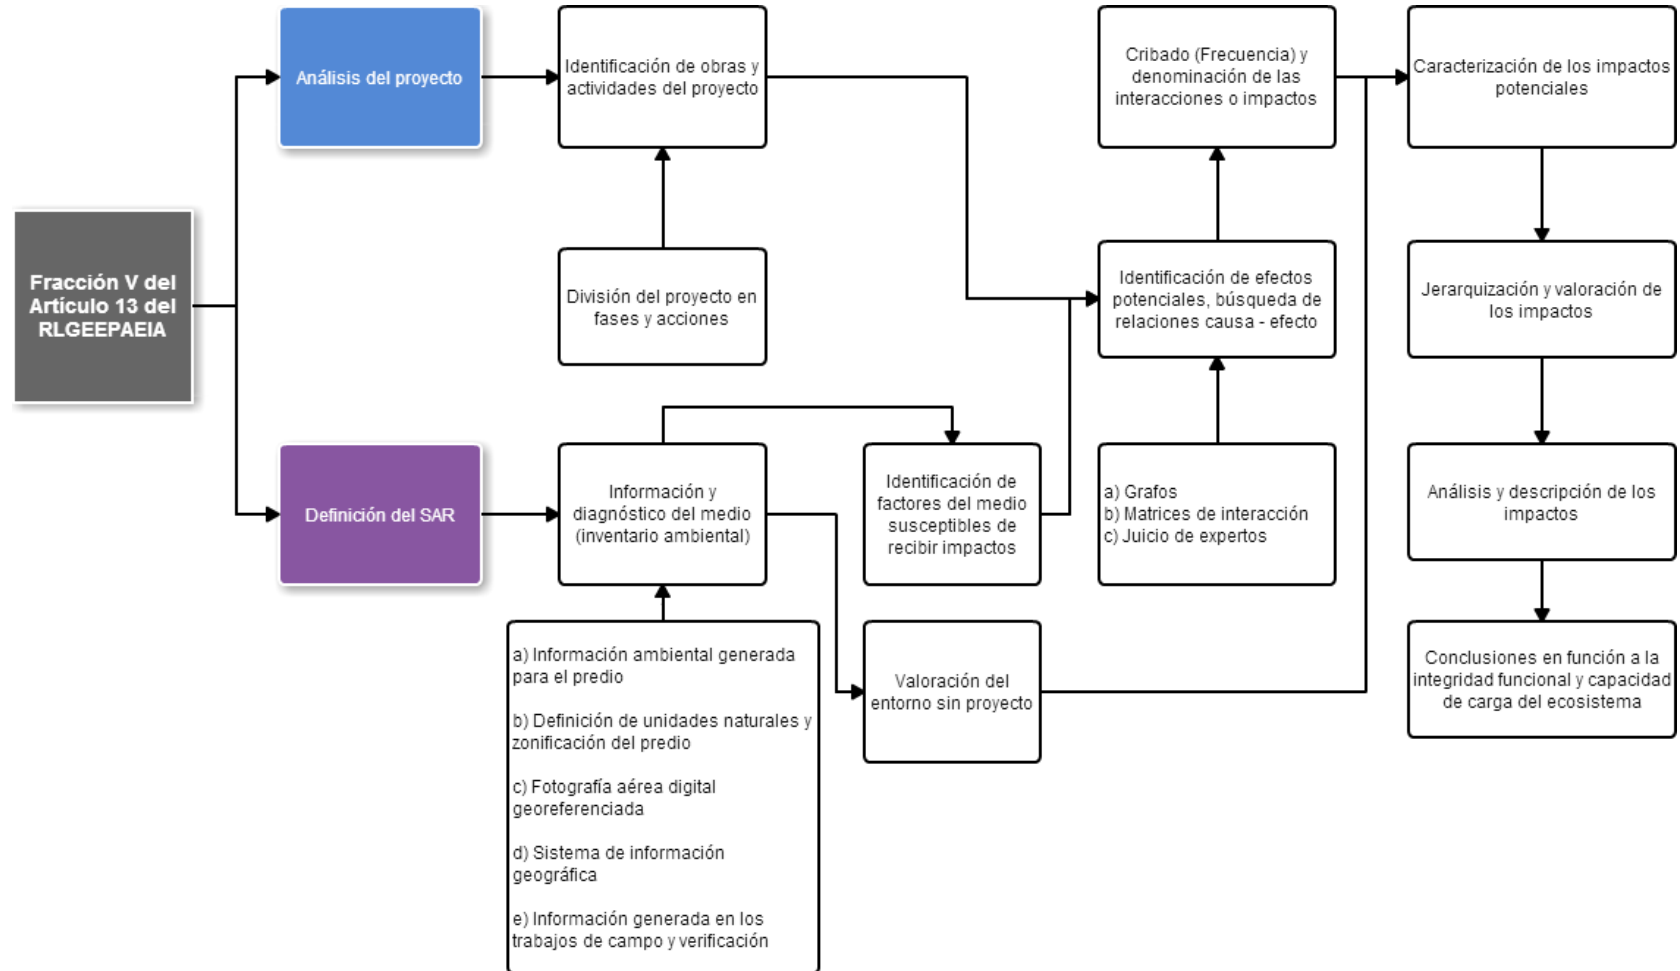 Fracción V del
Artículo 13 del
RLGEEPAEIA
Análisis del proyecto
Identificación de obras y
actividades del proyecto
División del proyecto en
fases y acciones
Definición del SAR
Información y
diagnóstico del medio
(inventario ambiental)
a) Información ambiental generada
para el predio
b) Definición de unidades naturales y
zonificación del predio
c) Fotografía aérea digital
georeferenciada
d) Sistema de información
geográfica
e) Información generada en los
trabajos de campo y verificación
Identificación de
factores del medio
susceptibles de
recibir impactos
Valoración del
entorno sin proyecto
Cribado (Frecuencia) y
denominación de las
interacciones o impactos
Identificación de efectos
potenciales, búsqueda de
relaciones causa - efecto
a) Grafos
b) Matrices de interacción
c) Juicio de expertos
Caracterización de los impactos
potenciales
Jerarquización y valoración de
los impactos
Análisis y descripción de los
impactos
Conclusiones en función a la
integridad funcional y capacidad
de carga del ecosistema